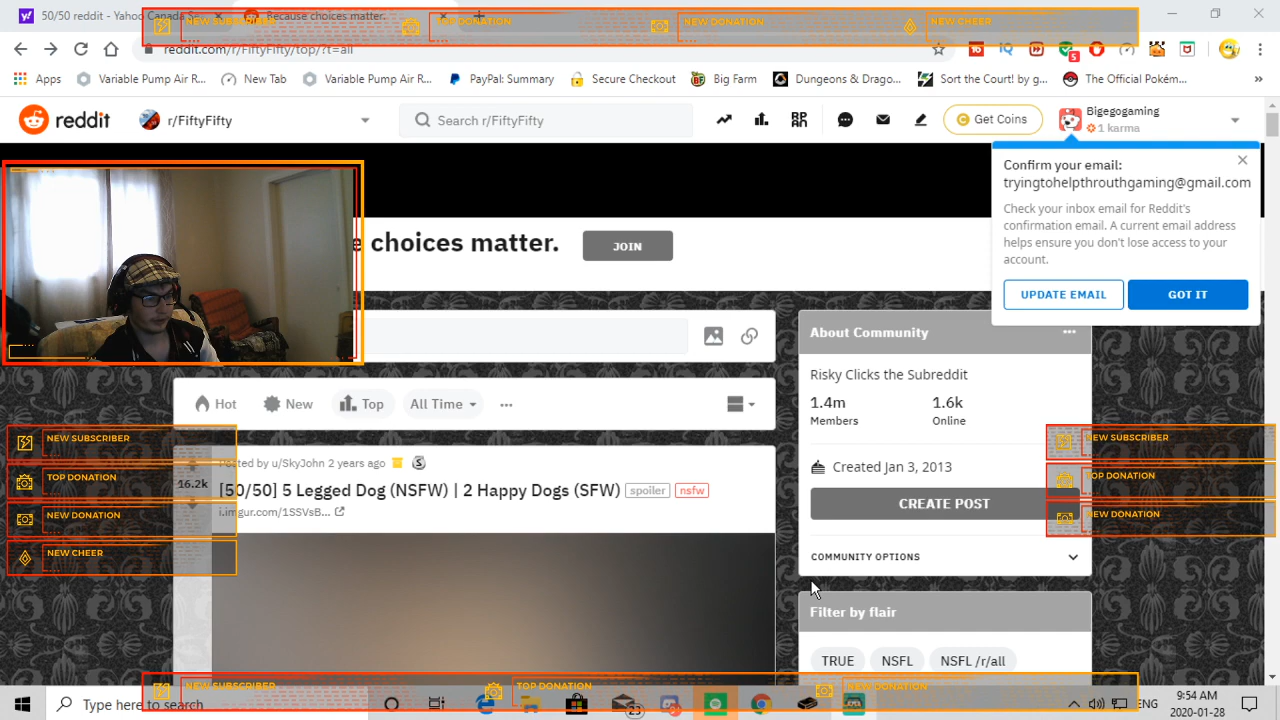 50/50 reddit - Yahoo Canada Se
Because choices matter.
NEW SUBSCRIBER
TOP DONATION
NEW DONATION
NEW CHEER
reddit.com/r/FiftyFifty/top/?t=all
5
Apps
Variable Pump Air R...
New Tab
Variable Pump Air R...
PayPal: Summary
Secure Checkout
Big Farm
Dungeons & Drago...
Sort the Court! by g...
The Official Pokém...
»
reddit
r/FiftyFifty
Search r/FiftyFifty
Get Coins
Bigegogaming
1 karma
Confirm your email:
tryingtohelpthrouthgaming@gmail.com
Check your inbox email for Reddit's
confirmation email. A current email address
helps ensure you don't lose access to your
account.
UPDATE EMAIL
GOT IT
e choices matter.
JOIN
About Community
Risky Clicks the Subreddit
1.4m
Members
1.6k
Online
Created Jan 3, 2013
CREATE POST
COMMUNITY OPTIONS
Filter by flair
TRUE
NSFL
NSFL /r/all
Hot
New
Top
All Time
Posted by u/SkyJohn 2 years ago
16.2k
[50/50] 5 Legged Dog (NSFW) | 2 Happy Dogs (SFW)
spoiler
nsfw
i.imgur.com/1SSVsB...
NEW SUBSCRIBER
TOP DONATION
NEW DONATION
NEW CHEER
NEW SUBSCRIBER
TOP DONATION
NEW DONATION
NEW SUBSCRIBER
TOP DONATION
NEW DONATION
Type here to search
23
ENG
9:54 AM
2020-01-28